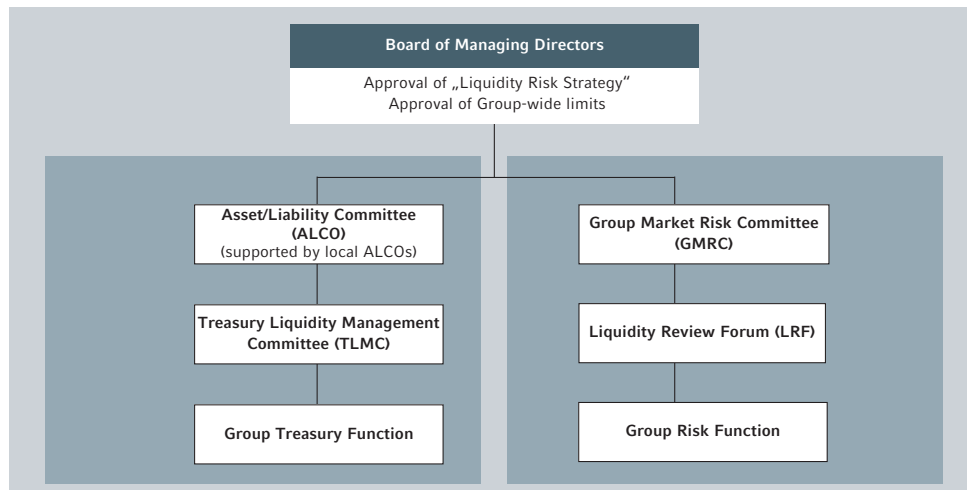 Board of Managing Directors
Approval of „Liquidity Risk Strategy“
Approval of Group-wide limits
Asset/Liability Committee
(ALCO)
(supported by local ALCOs)
Treasury Liquidity Management
Committee (TLMC)
Group Treasury Function
Group Market Risk Committee
(GMRC)
Liquidity Review Forum (LRF)
Group Risk Function